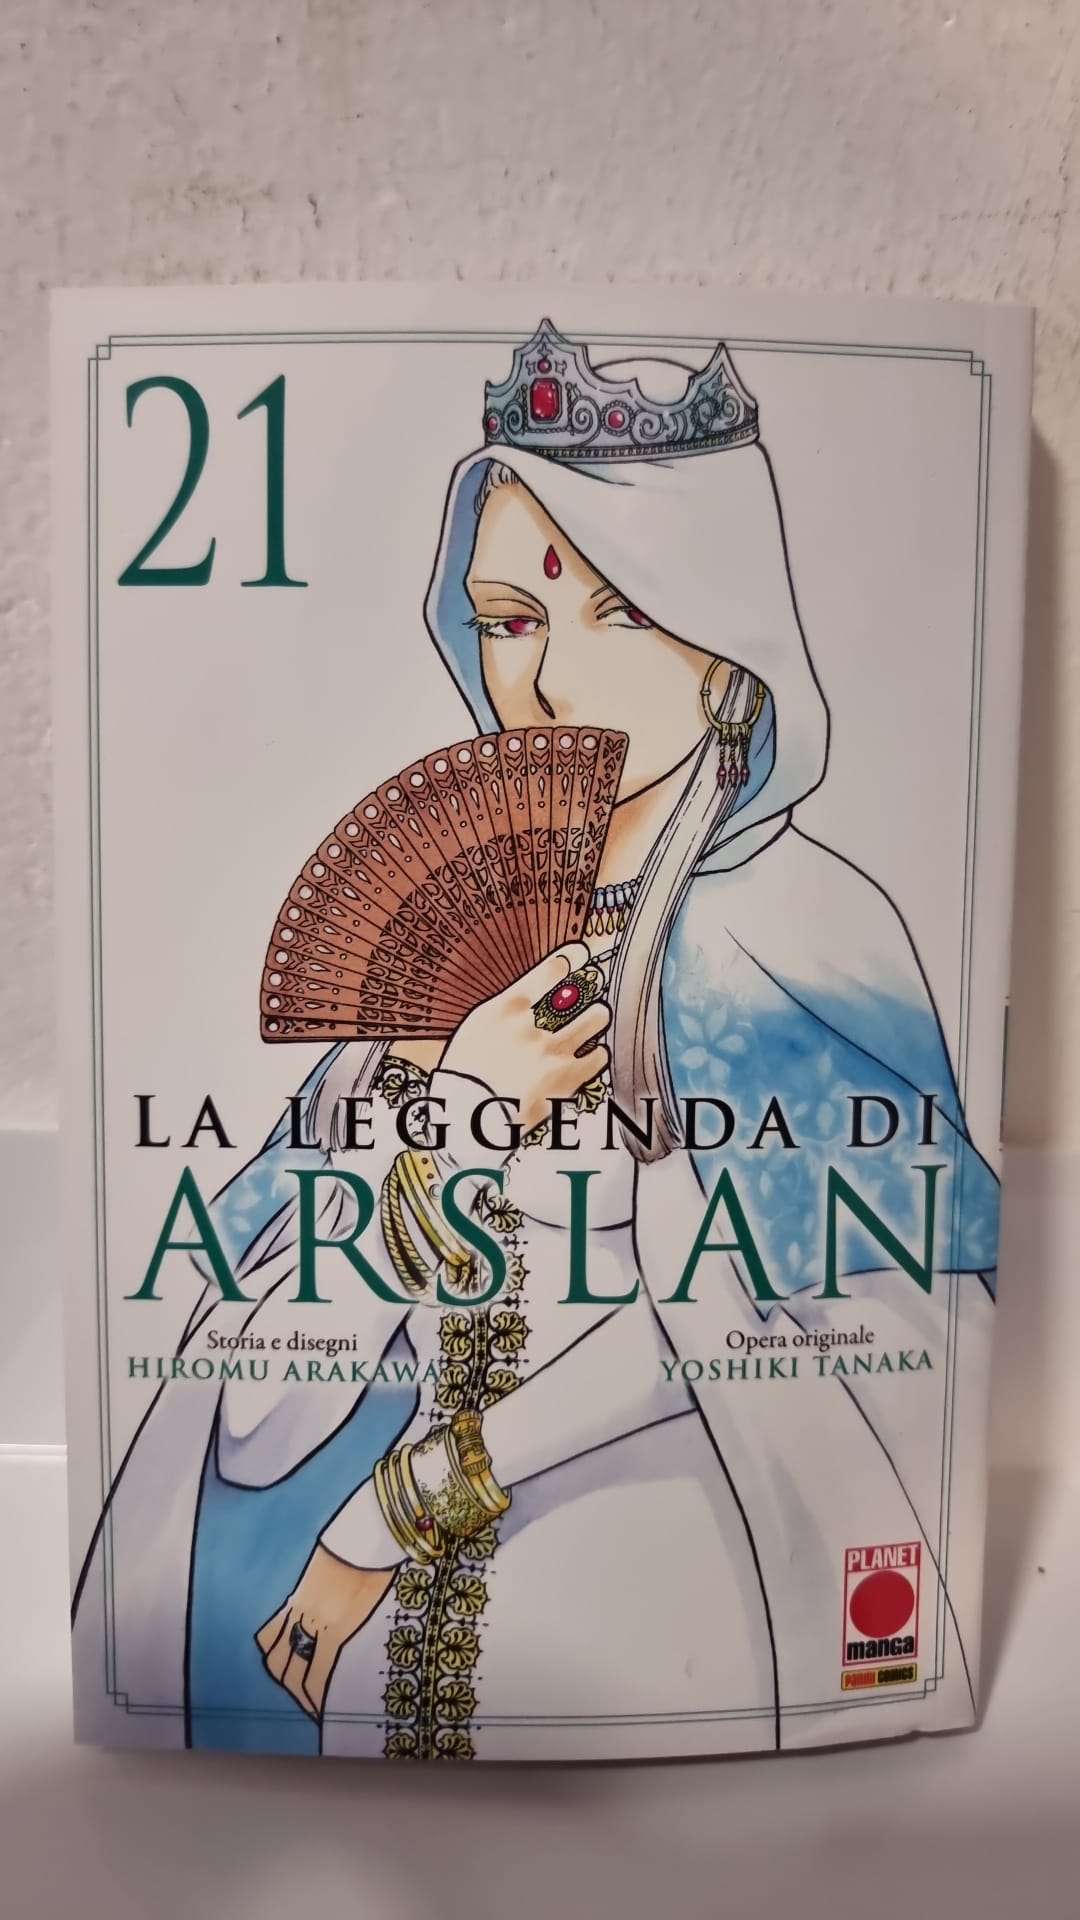 21
LA LEGGENDA DI
ARSLAN
Storia e disegni
HIROMU ARAKAWA
Opera originale
YOSHIKI TANAKA
PLANET
manga
PANINI COMICS